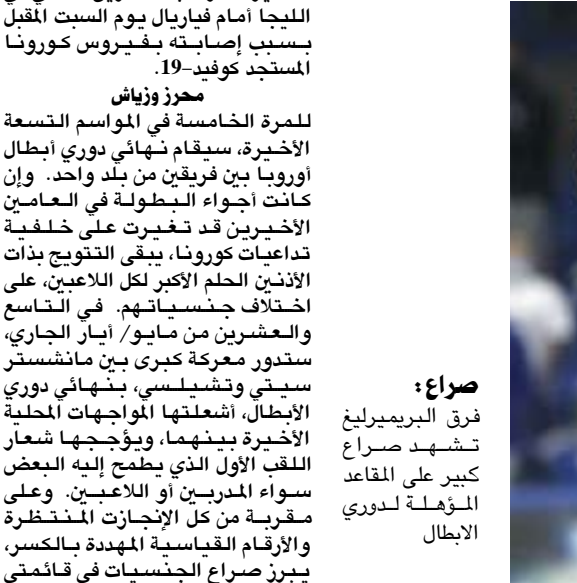 الليجا أمام فياريال يوم السبت المقبل
بسبب إصابته بفيروس كورونا
المستجد كوفيد–19.
محرز وزياش
للمرة الخامسة في المواسم التسعة
الأخيرة، سيقام نهائي دوري أبطال
أوروبا بين فريقين من بلد واحد. وإن
كانت أجواء البطولة في العامين
الأخيرين قد تغيرت على خلفية
تداعيات كورونا، يبقى التتويج بذات
الأذنين الحلم الأكبر لكل اللاعبين، على
اختلاف جنسياتهم. في التاسع
والعشرين من مايو/ أيار الجاري،
ستدور معركة كبرى بين مانشستر
سيتي وتشيلسي، بنهائي دوري
الأبطال، أشعلتها المواجهات المحلية
الأخيرة بينهما، ويؤججها شعار
اللقب الأول الذي يطمح إليه البعض
سواء المدربين أو اللاعبين. وعلى
مقربة من كل الإنجازت المنتظرة
والأرقام القياسية المهددة بالكسر،
يبرز صراع الجنسيات في قائمتي
صراع:
فرق البريميرليغ
تشهد صراع
كبير على المقاعد
المؤهلة لدوري
الابطال